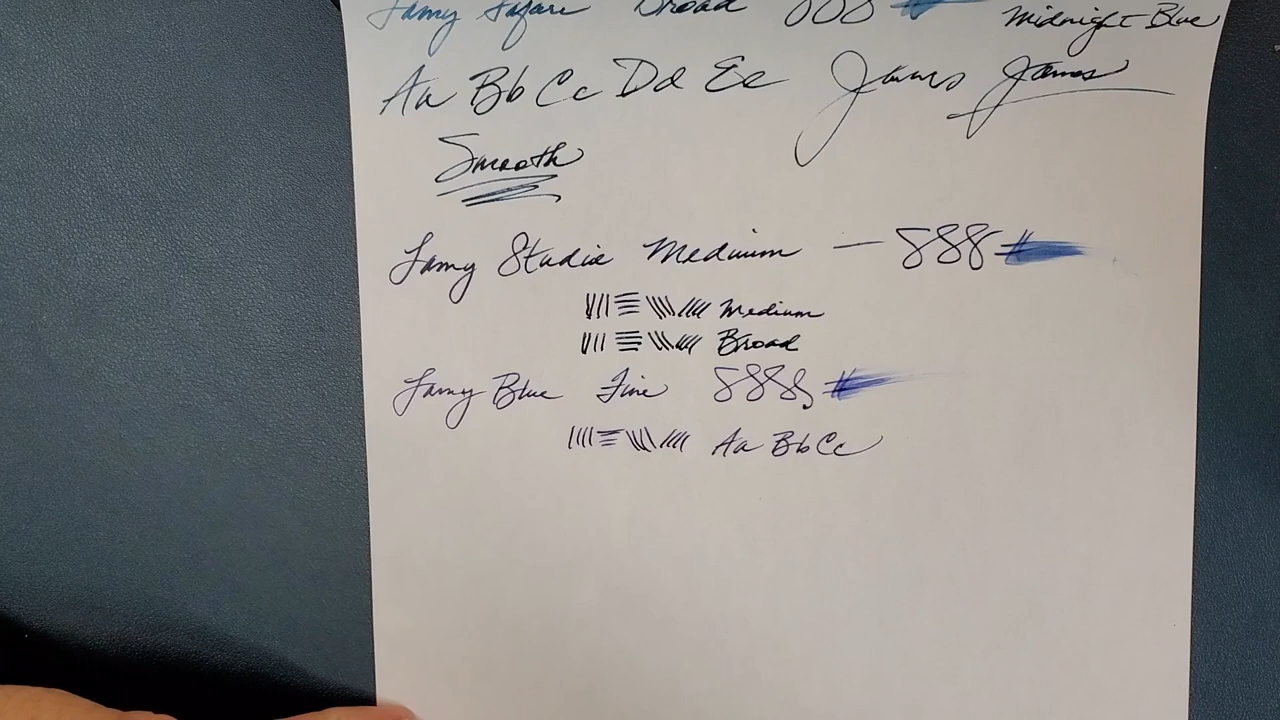 Lamy Safari Broad 888 # Midnight Blue
Aa Bb Cc Dd Ee James James
Smooth
Lamy Studio Medium — 888 #
Medium
Broad
Lamy Blue Fine 888s #
Aa Bb Cc